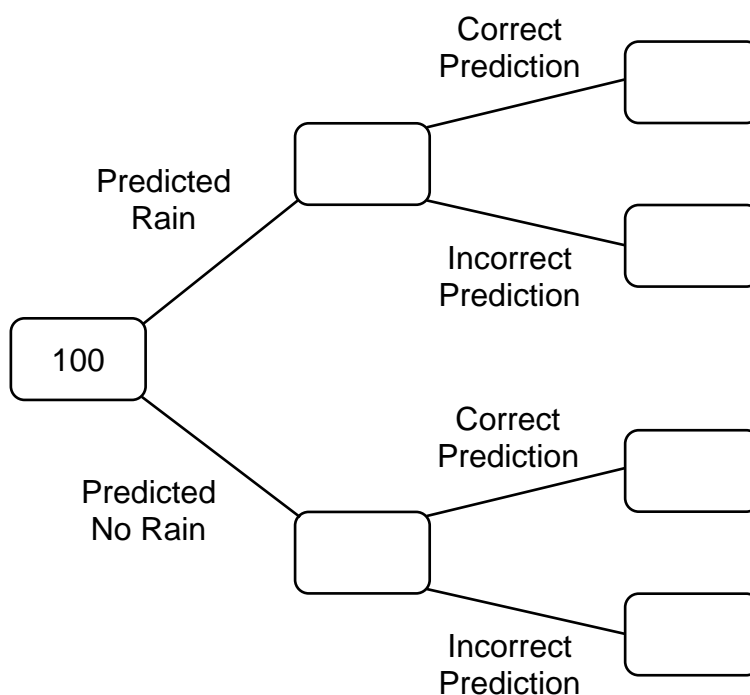 Correct
Prediction
Predicted
Rain
Incorrect
Prediction
100
Correct
Prediction
Predicted
No Rain
Incorrect
Prediction